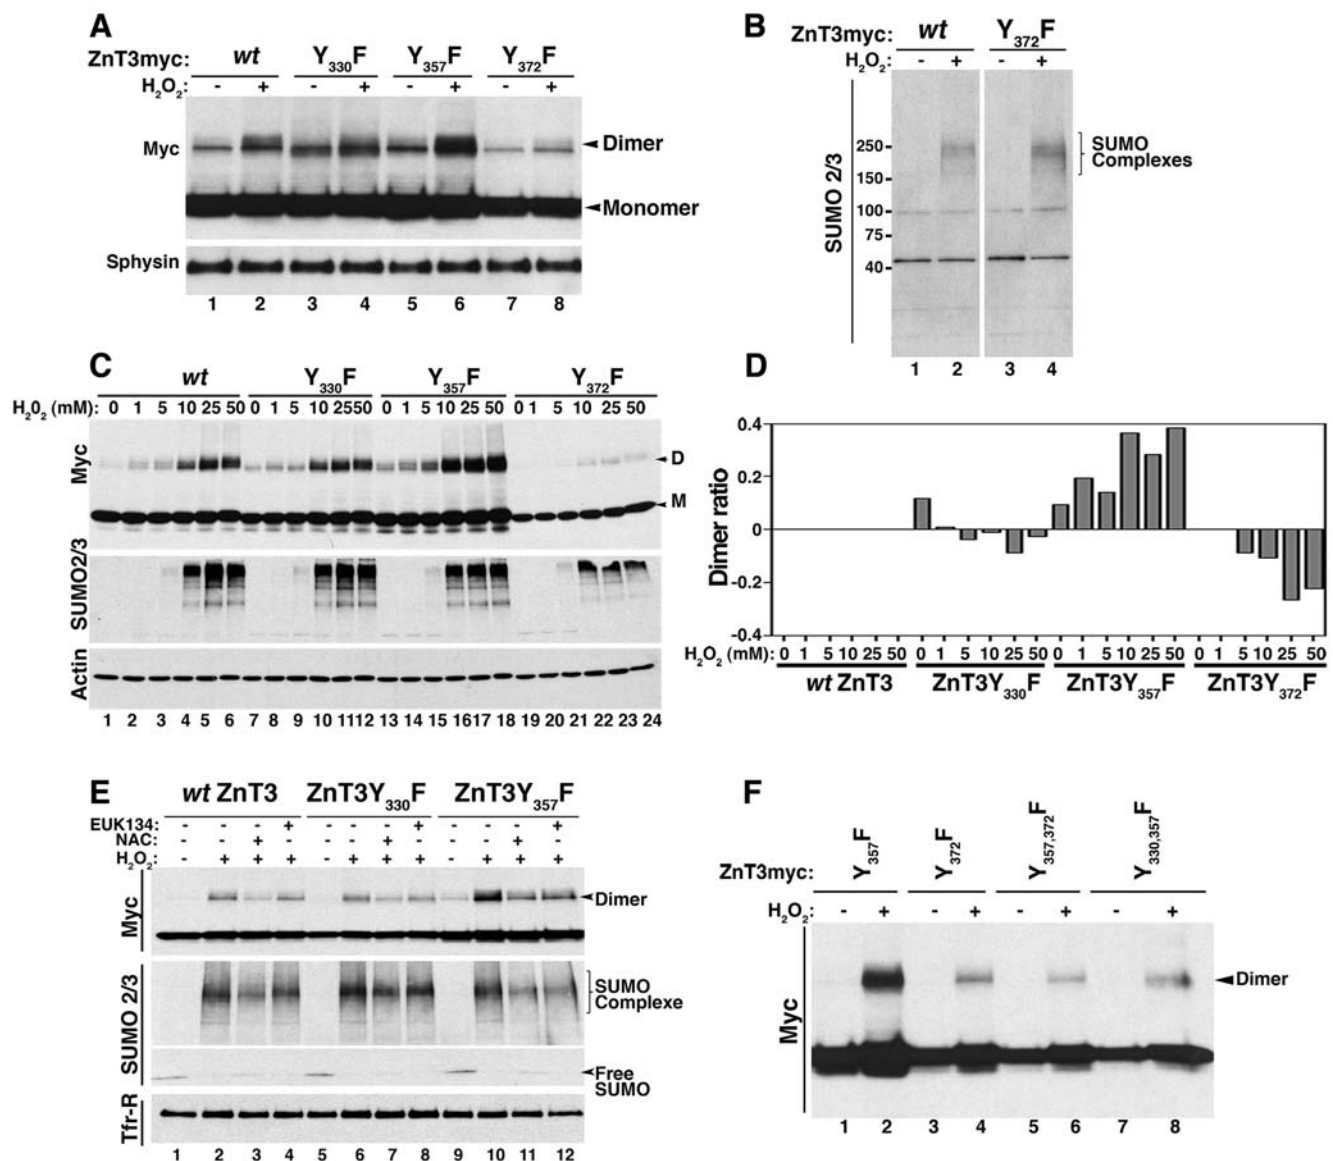 A
ZnT3myc: wt Y330F Y357F Y372F
H2O2: - + - + - + - +
Myc
Dimer
Monomer
Sphysin
1 2 3 4 5 6 7 8
B
ZnT3myc: wt Y372F
H2O2: - + - +
SUMO 2/3
250
150
100
75
40
SUMO
Complexes
1 2 3 4
C
wt Y330F Y357F Y372F
H202 (mM): 0 1 5 10 25 50 0 1 5 10 25 50 0 1 5 10 25 50 0 1 5 10 25 50
Myc
D
M
SUMO2/3
Actin
1 2 3 4 5 6 7 8 9 10 11 12 13 14 15 16 17 18 19 20 21 22 23 24
D
Dimer ratio
0.4
0.2
0
-0.2
-0.4
H2O2 (mM): 0 1 5 10 25 50 0 1 5 10 25 50 0 1 5 10 25 50 0 1 5 10 25 50
wt ZnT3 ZnT3Y330F ZnT3Y357F ZnT3Y372F
E
wt ZnT3 ZnT3Y330F ZnT3Y357F
EUK134: - - - + - - - + - - - +
NAC: - - + - - - + - - - + -
H2O2: - + + + - + + + - + + +
Myc
Dimer
SUMO 2/3
SUMO
Complexe
Free
SUMO
Tfr-R
1 2 3 4 5 6 7 8 9 10 11 12
F
ZnT3myc: Y357F Y372F Y357,372F Y330,357F
H2O2: - + - + - + - +
Myc
Dimer
1 2 3 4 5 6 7 8